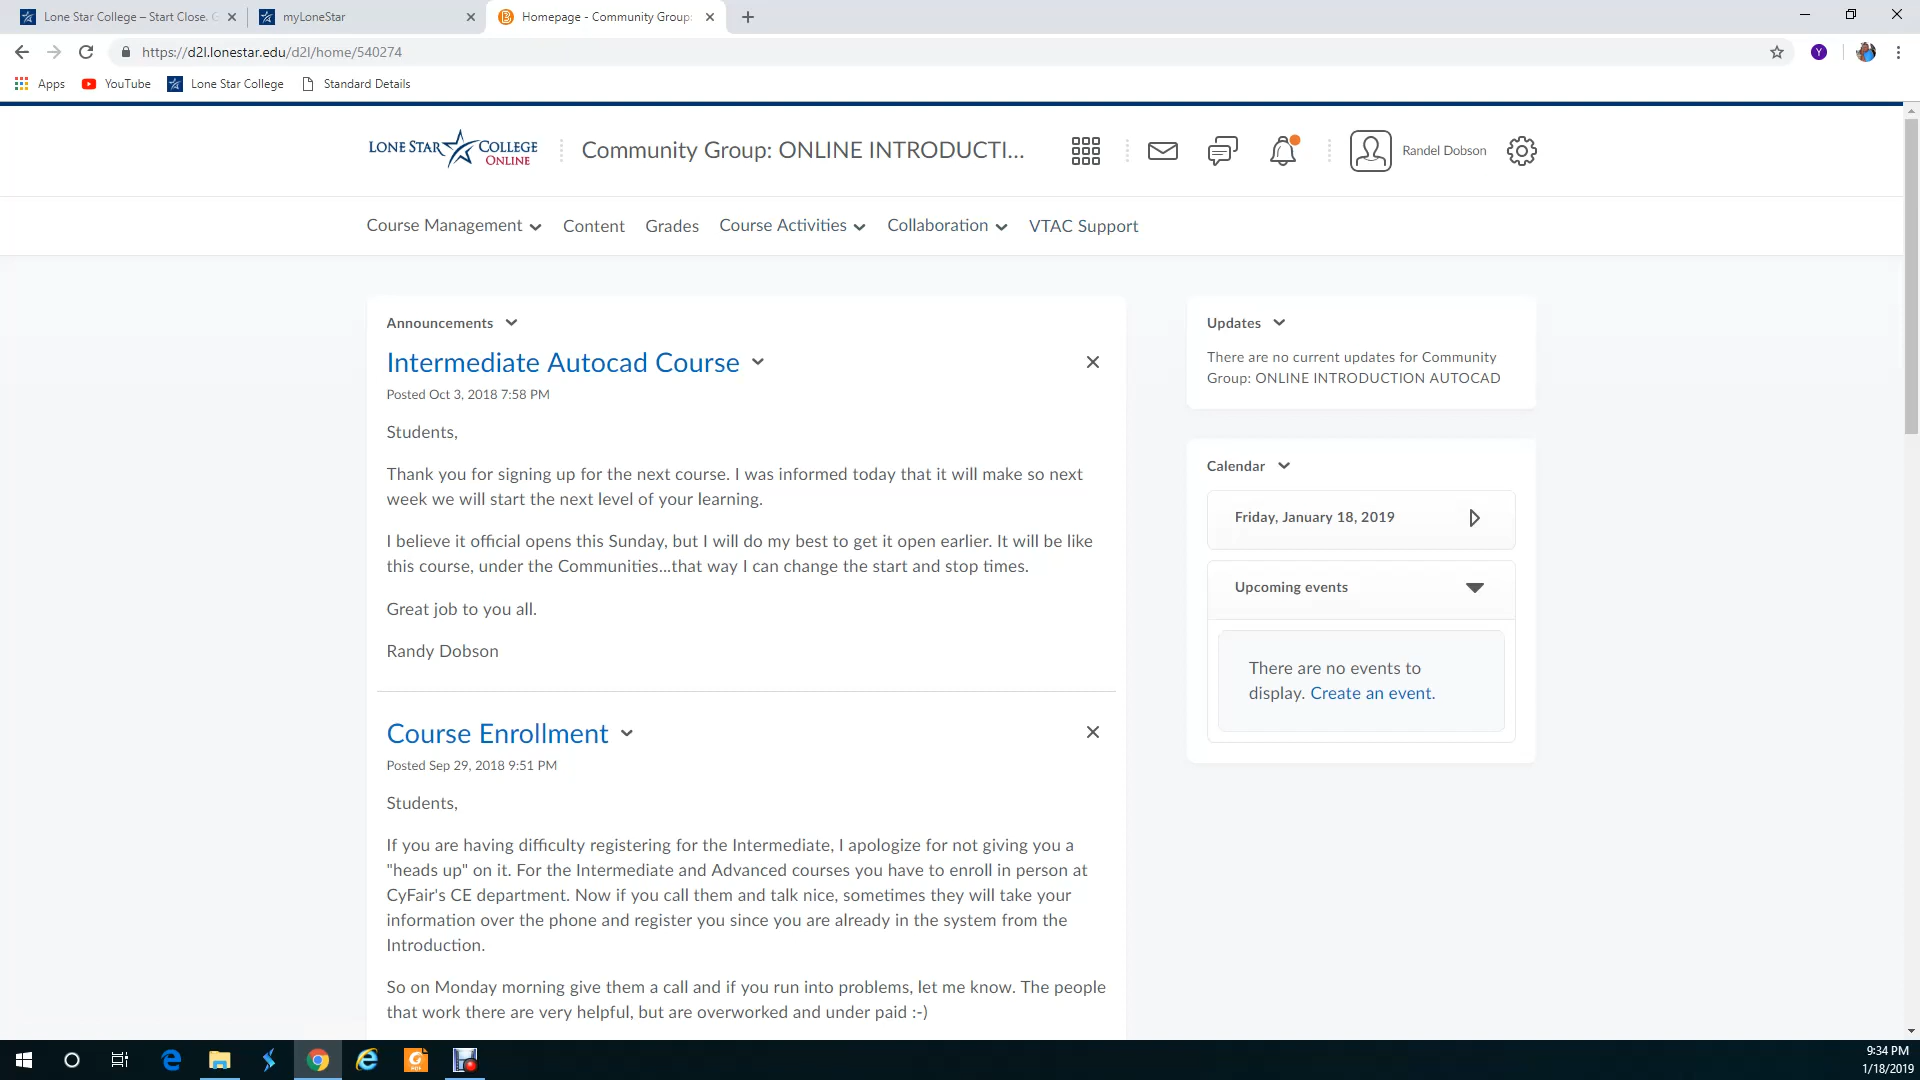 Lone Star College – Start Close.
myLoneStar
Homepage - Community Group:
https://d2l.lonestar.edu/d2l/home/540274
Y
Apps
YouTube
Lone Star College
Standard Details
LONE STAR COLLEGE
ONLINE
Community Group: ONLINE INTRODUCTI...
Randel Dobson
Course Management
Content
Grades
Course Activities
Collaboration
VTAC Support
Announcements
Intermediate Autocad Course
Posted Oct 3, 2018 7:58 PM
Students,
Thank you for signing up for the next course. I was informed today that it will make so next
week we will start the next level of your learning.
I believe it official opens this Sunday, but I will do my best to get it open earlier. It will be like
this course, under the Communities...that way I can change the start and stop times.
Great job to you all.
Randy Dobson
Course Enrollment
Posted Sep 29, 2018 9:51 PM
Students,
If you are having difficulty registering for the Intermediate, I apologize for not giving you a
"heads up" on it. For the Intermediate and Advanced courses you have to enroll in person at
CyFair's CE department. Now if you call them and talk nice, sometimes they will take your
information over the phone and register you since you are already in the system from the
Introduction.
So on Monday morning give them a call and if you run into problems, let me know. The people
that work there are very helpful, but are overworked and under paid :-)
Updates
There are no current updates for Community
Group: ONLINE INTRODUCTION AUTOCAD
Calendar
Friday, January 18, 2019
Upcoming events
There are no events to
display. Create an event.
9:34 PM
1/18/2019